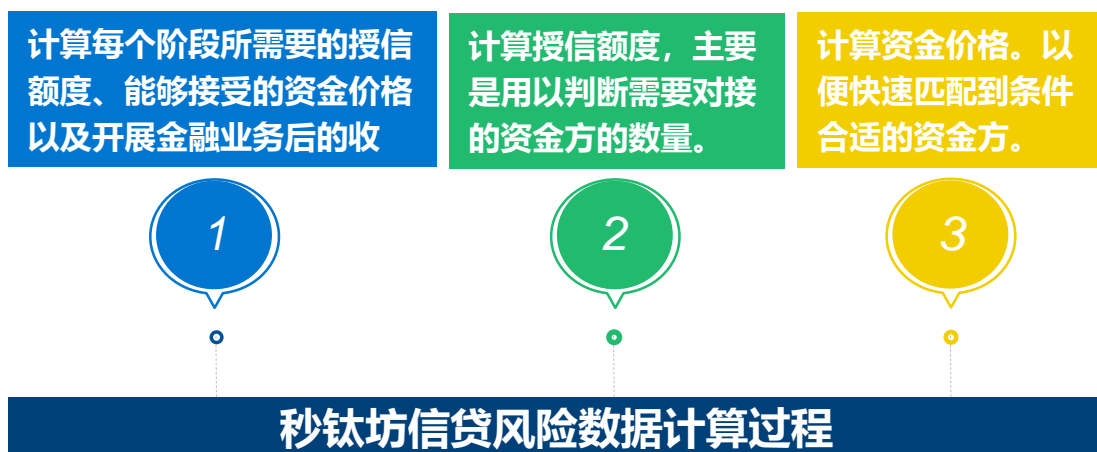 计算每个阶段所需要的授信
额度、能够接受的资金价格
以及开展金融业务后的收
计算授信额度，主要
是用以判断需要对接
的资金方的数量。
计算资金价格。以
便快速匹配到条件
合适的资金方。
1
2
3
秒钛坊信贷风险数据计算过程